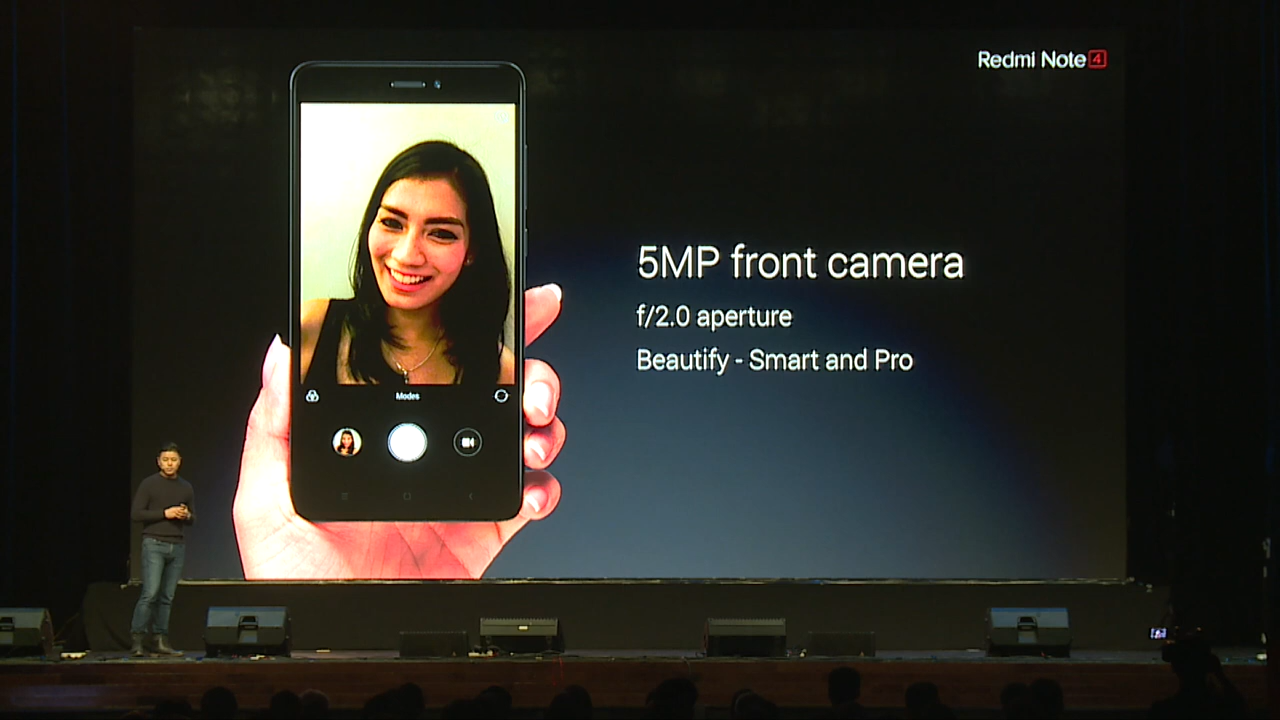 Redmi Note 4
5MP front camera
f/2.0 aperture
Beautify - Smart and Pro
Modes